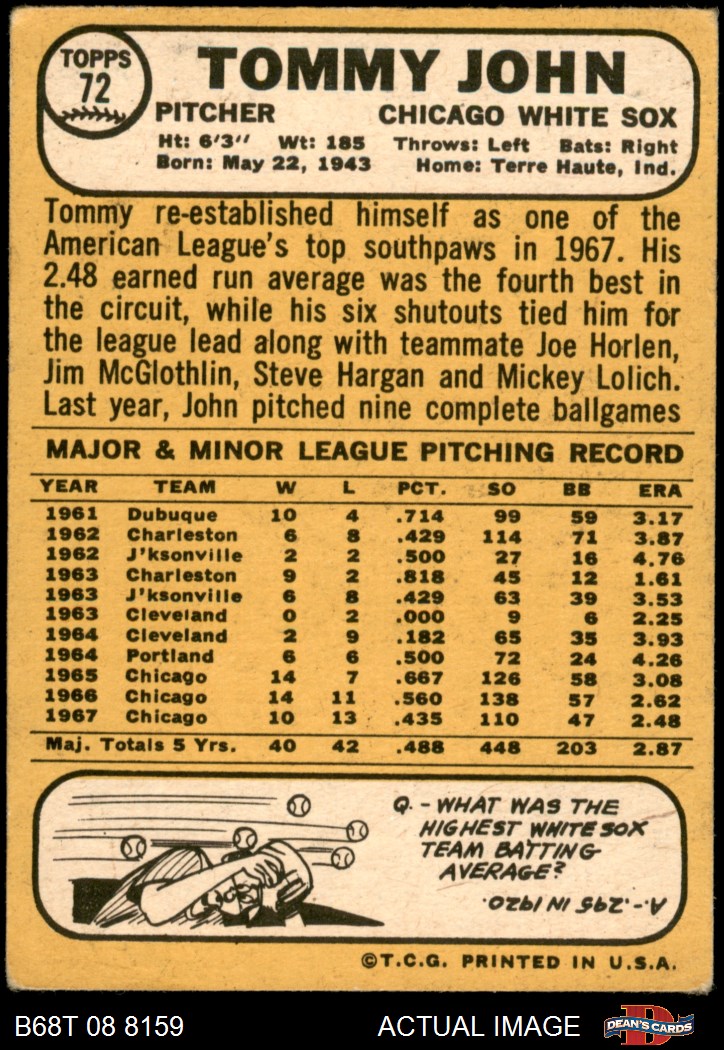 TOPPS
72
TOMMY JOHN
PITCHER CHICAGO WHITE SOX
Ht: 6'3" Wt: 185 Throws: Left Bats: Right
Born: May 22, 1943 Home: Terre Haute, Ind.
Tommy re-established himself as one of the
American League's top southpaws in 1967. His
2.48 earned run average was the fourth best in
the circuit, while his six shutouts tied him for
the league lead along with teammate Joe Horlen,
Jim McGlothlin, Steve Hargan and Mickey Lolich.
Last year, John pitched nine complete ballgames
MAJOR & MINOR LEAGUE PITCHING RECORD
YEAR TEAM W L PCT. SO BB ERA
1961 Dubuque 10 4 .714 99 59 3.17
1962 Charleston 6 8 .429 114 71 3.87
1962 J'ksonville 2 2 .500 27 16 4.76
1963 Charleston 9 2 .818 45 12 1.61
1963 J'ksonville 6 8 .429 63 39 3.53
1963 Cleveland 0 2 .000 9 6 2.25
1964 Cleveland 2 9 .182 65 35 3.93
1964 Portland 6 6 .500 72 24 4.26
1965 Chicago 14 7 .667 126 58 3.08
1966 Chicago 14 11 .560 138 57 2.62
1967 Chicago 10 13 .435 110 47 2.48
Maj. Totals 5 Yrs. 40 42 .488 448 203 2.87
Q. - WHAT WAS THE
HIGHEST WHITE SOX
TEAM BATTING
AVERAGE?
A.-.295 IN 1920.
©T.C.G. PRINTED IN U.S.A.
B68T 08 8159 ACTUAL IMAGE D DEAN'S CARDS